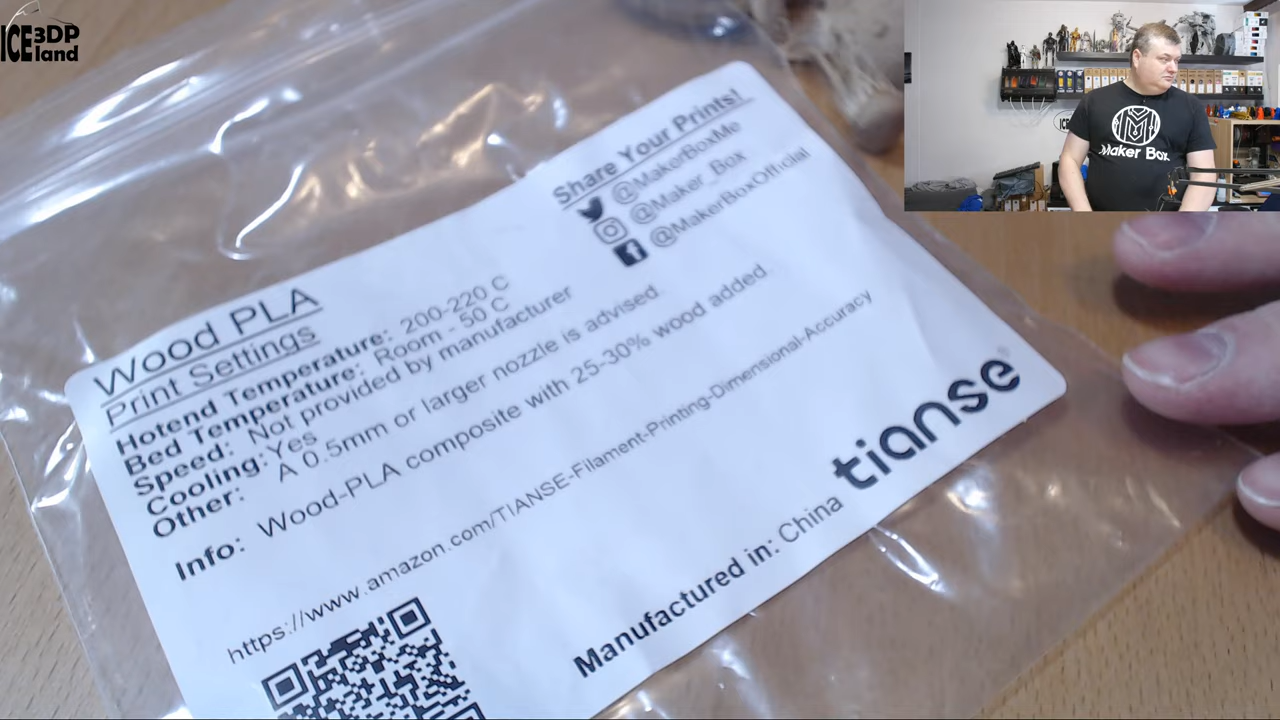 ICE 3DP
land
Maker Box
Share Your Prints!
@MakerBoxMe
@Maker_Box
@MakerBoxOfficial
Wood PLA
Print Settings
Hotend Temperature: 200-220 C
Bed Temperature: Room - 50 C
Speed: Not provided by manufacturer
Cooling: Yes
Other: A 0.5mm or larger nozzle is advised.
Info: Wood-PLA composite with 25-30% wood added.
https://www.amazon.com/TIANSE-Filament-Printing-Dimensional-Accuracy
Manufactured in: China
tianse